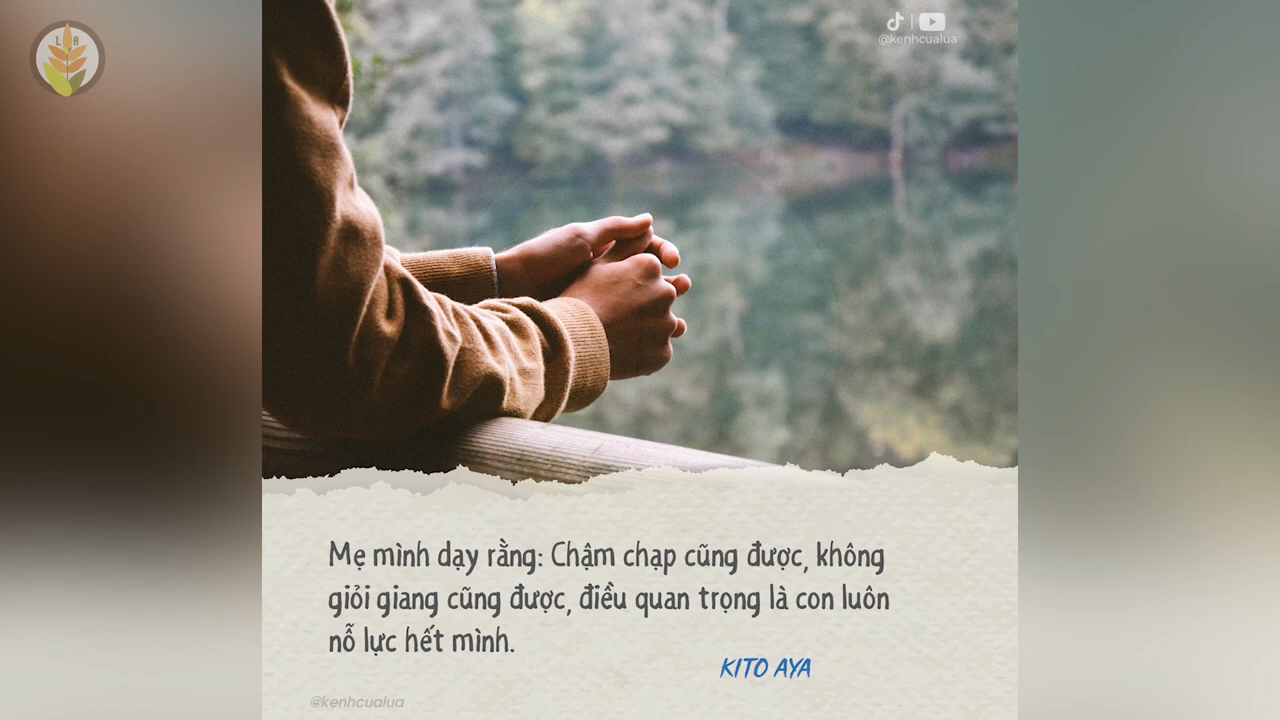 L A
@kenhcualua
Mẹ mình dạy rằng: Chậm chạp cũng được, không
giỏi giang cũng được, điều quan trọng là con luôn
nỗ lực hết mình.
KITO AYA
@kenhcualua